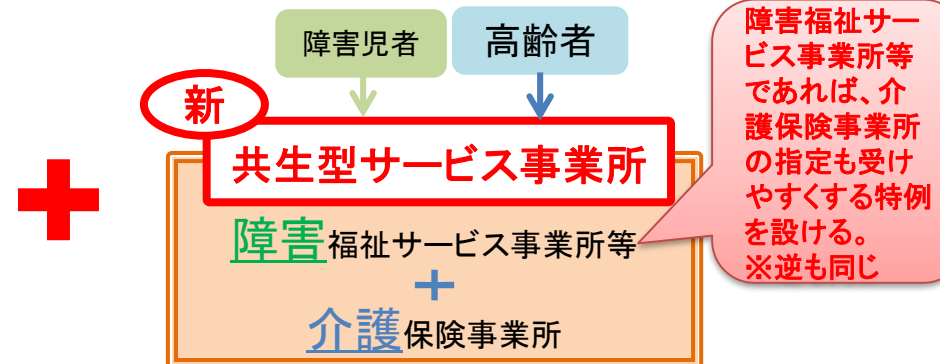 障害児者
高齢者
新
共生型サービス事業所
障害福祉サービス事業所等
+
介護保険事業所
障害福祉サー
ビス事業所等
であれば、介
護保険事業所
の指定も受け
やすくする特例
を設ける。
※逆も同じ